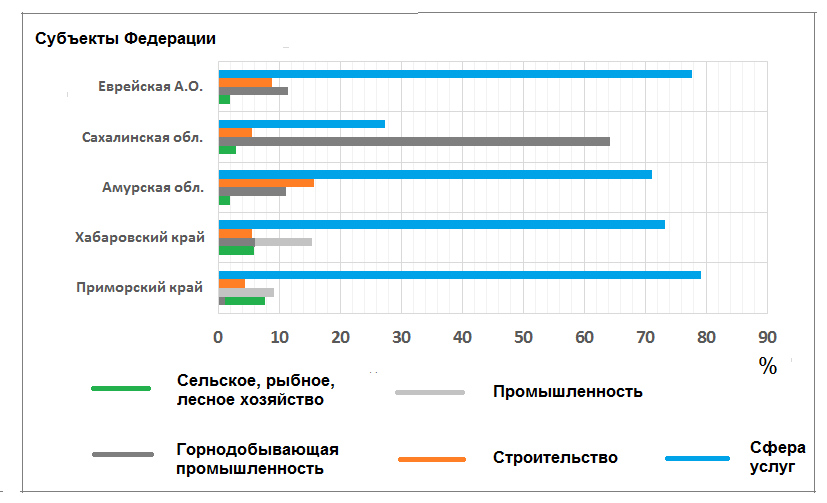 Субъекты Федерации
Еврейская А.О.
Сахалинская обл.
Амурская обл.
Хабаровский край
Приморский край
0 10 20 30 40 50 60 70 80 90
%
Сельское, рыбное,
лесное хозяйство
Промышленность
Горнодобывающая
промышленность
Строительство
Сфера
услуг